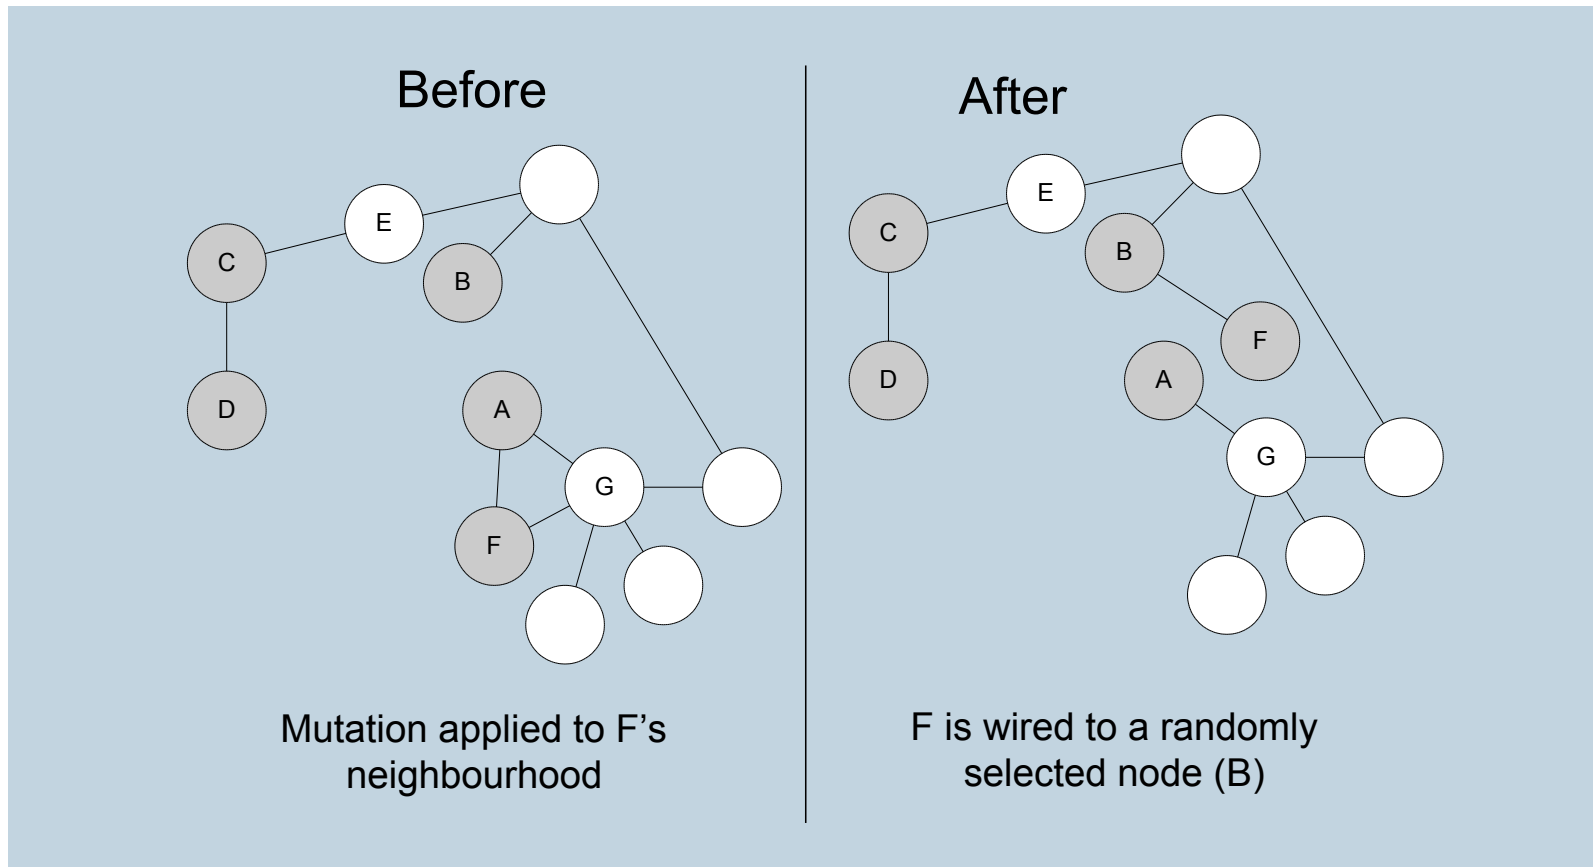 Before
E
C
B
D
A
G
F
Mutation applied to F's
neighbourhood
After
E
C
B
F
D
A
G
F is wired to a randomly
selected node (B)